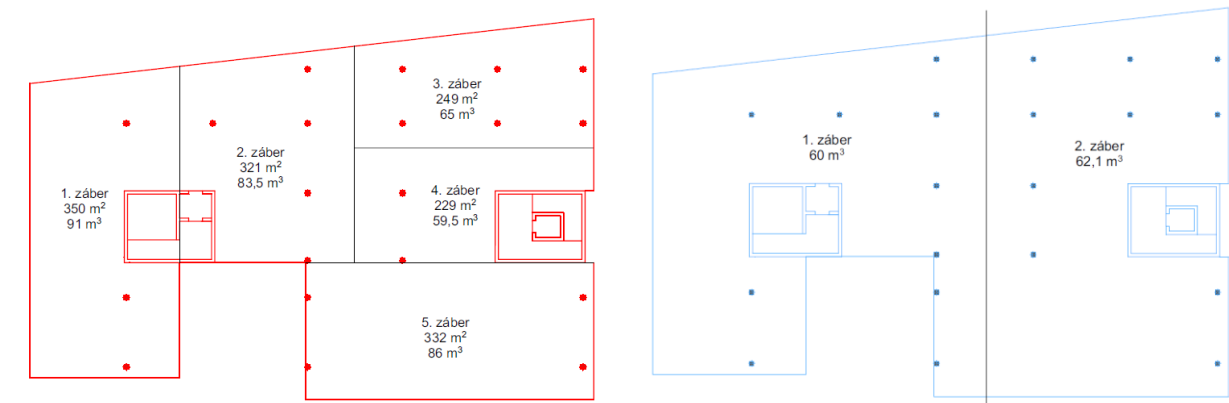 1. záber
350 m²
91 m³
2. záber
321 m²
83,5 m³
3. záber
249 m²
65 m³
4. záber
229 m²
59,5 m³
5. záber
332 m²
86 m³
1. záber
60 m³
2. záber
62,1 m³